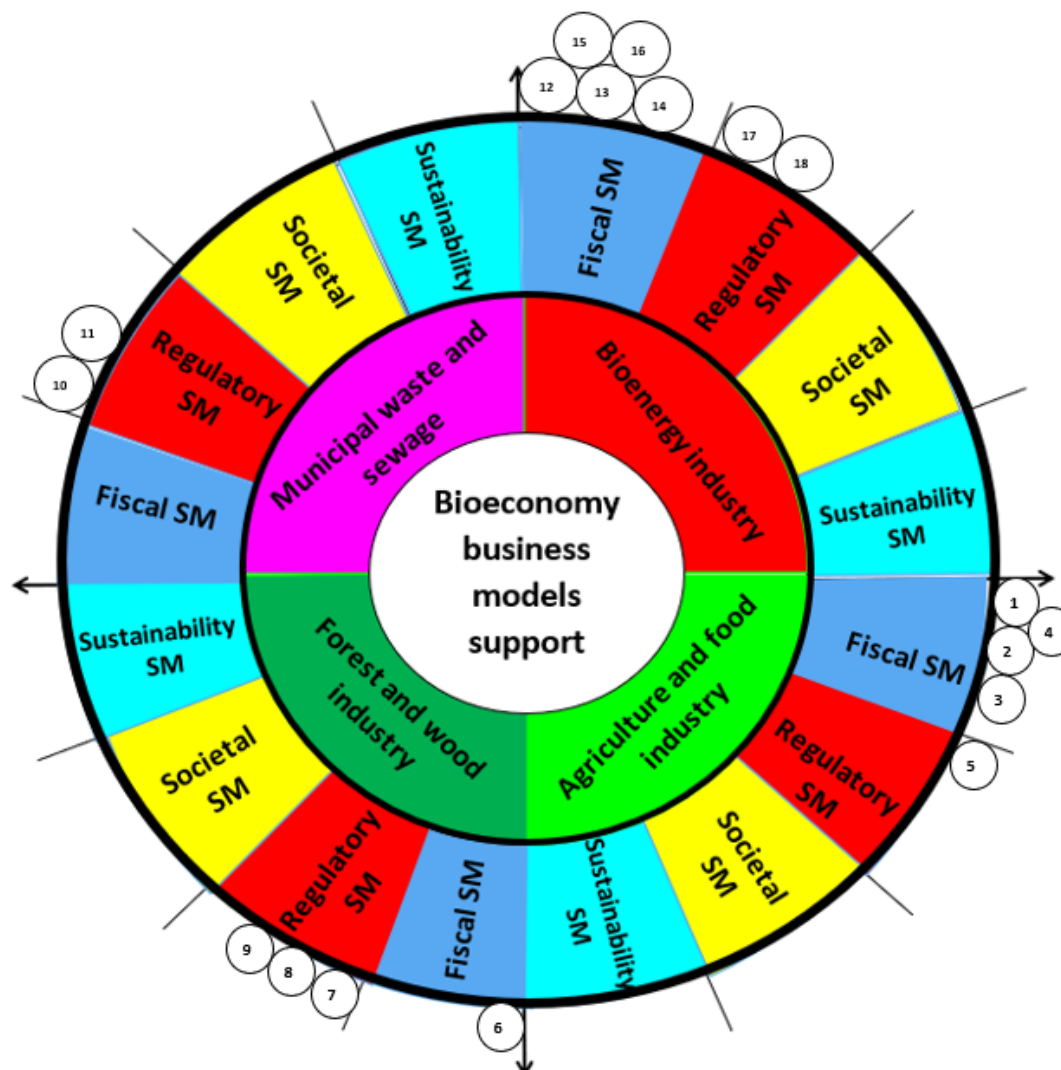 Bioeconomy
business
models
support
Bioenergy industry
Agriculture and food
industry
Forest and wood
industry
Municipal waste and
sewage
Fiscal SM
Regulatory
SM
Societal
SM
Sustainability
SM
Fiscal SM
Regulatory
SM
Societal
SM
Sustainability
SM
Fiscal SM
Regulatory
SM
Societal
SM
Sustainability
SM
Fiscal SM
Regulatory
SM
Societal
SM
Sustainability
SM
1
2
3
4
5
6
7
8
9
10
11
12
13
14
15
16
17
18